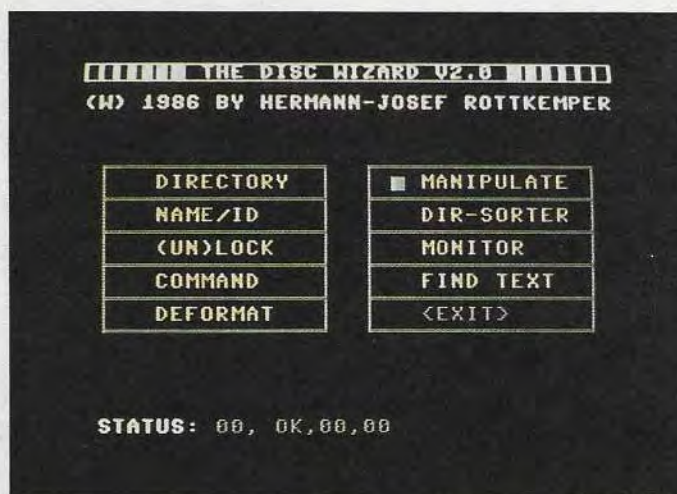 THE DISC WIZARD V2.0
(W) 1986 BY HERMANN-JOSEF ROTTKEMPER
DIRECTORY
NAME/ID
(UN)LOCK
COMMAND
DEFORMAT
MANIPULATE
DIR-SORTER
MONITOR
FIND TEXT
<EXIT>
STATUS: 00, OK,00,00